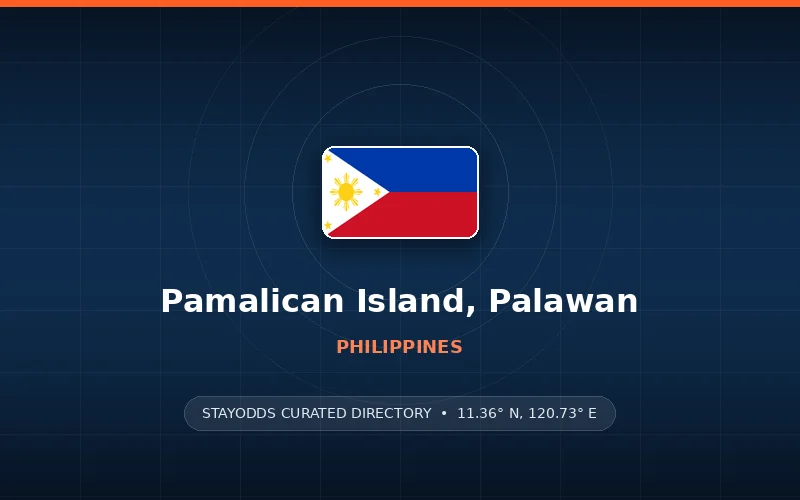 Pamalican Island, Palawan
PHILIPPINES
STAYODDS CURATED DIRECTORY • 11.36° N, 120.73° E